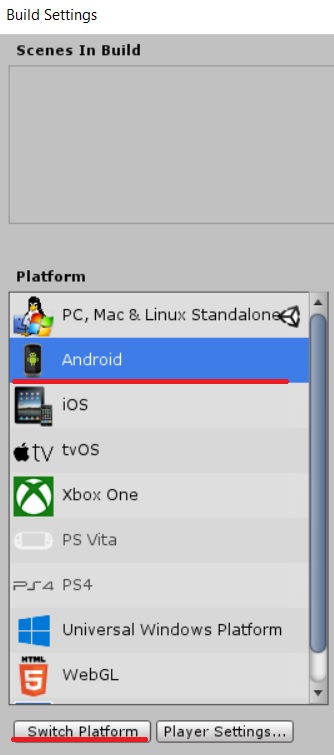 Build Settings
Scenes In Build
Platform
PC, Mac & Linux Standalone
Android
iOS
tv tvOS
Xbox One
PS Vita
PS4 PS4
Universal Windows Platform
HTML
5 WebGL
Switch Platform Player Settings...